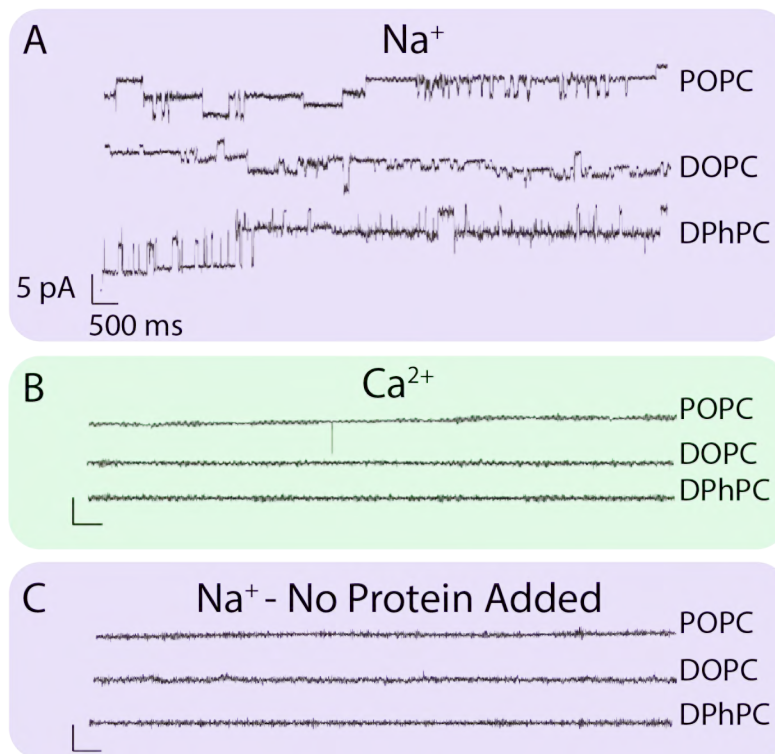 A
Na⁺
POPC
DOPC
DPhPC
5 pA
500 ms
B
Ca²⁺
POPC
DOPC
DPhPC
C
Na⁺ - No Protein Added
POPC
DOPC
DPhPC